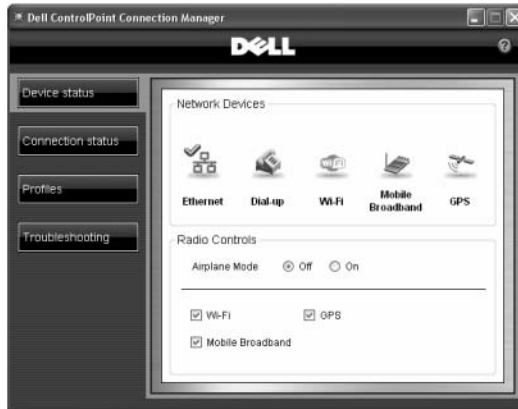 Dell ControlPoint Connection Manager
DELL
?
Device status
Connection status
Profiles
Troubleshooting
Network Devices
WiFi
Ethernet
Dial-up
Wi-Fi
Mobile
Broadband
GPS
Radio Controls
Airplane Mode
Off
On
Wi-Fi
GPS
Mobile Broadband